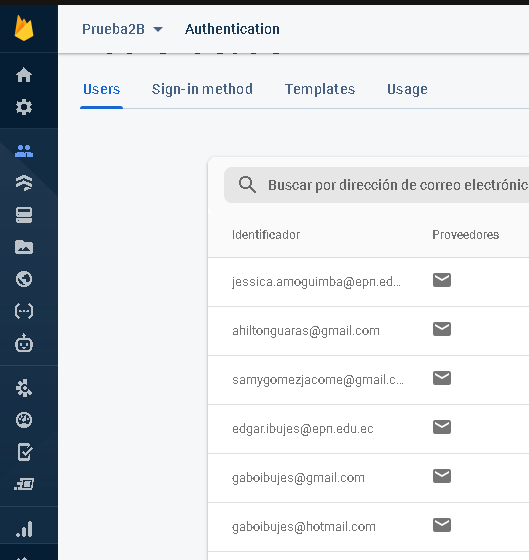 Prueba2B Authentication
Users Sign-in method Templates Usage
Buscar por dirección de correo electrónic
Identificador Proveedores
jessica.amoguimba@epn.ed...
ahiltonguaras@gmail.com
samygomezjacome@gmail.c...
edgar.ibujes@epn.edu.ec
gaboibujes@gmail.com
gaboibujes@hotmail.com